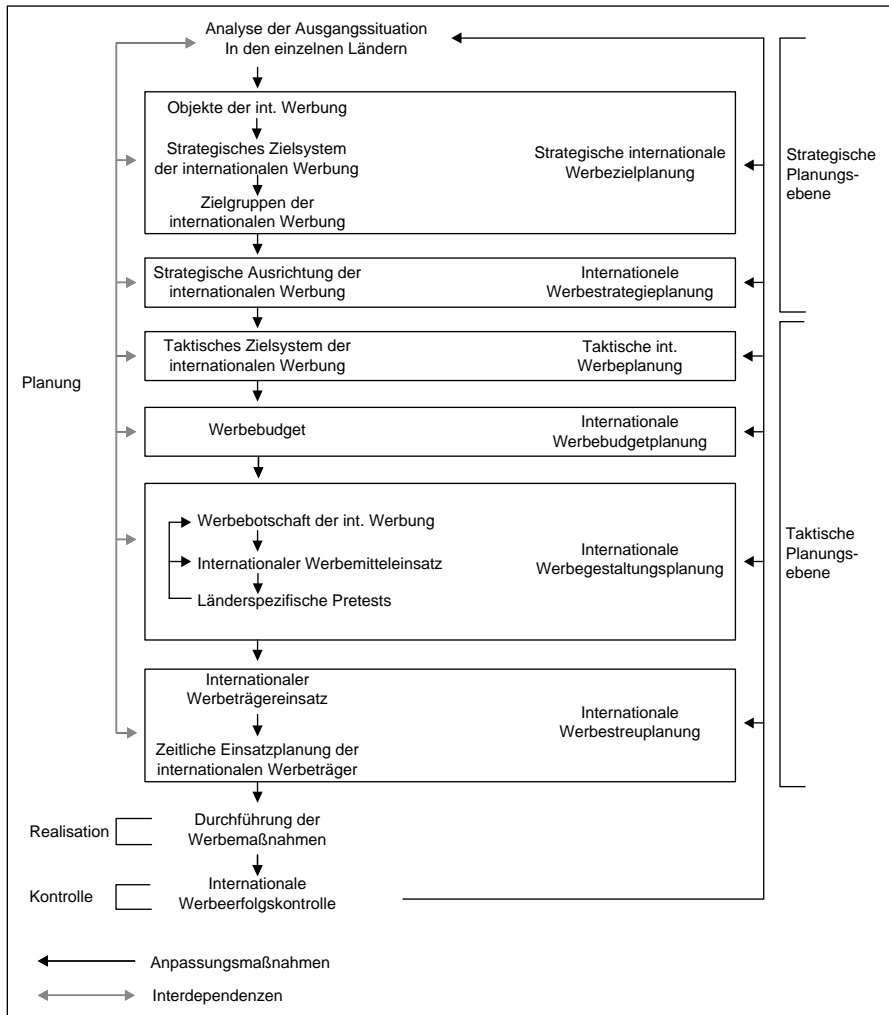 Analyse der Ausgangssituation
In den einzelnen Ländern
Objekte der int. Werbung
Strategisches Zielsystem
der internationalen Werbung
Zielgruppen der
internationalen Werbung
Strategische internationale
Werbezielplanung
Strategische
Planungs-
ebene
Strategische Ausrichtung der
internationalen Werbung
Internationele
Werbestrategieplanung
Taktisches Zielsystem der
internationalen Werbung
Taktische int.
Werbeplanung
Planung
Werbebudget
Internationale
Werbebudgetplanung
Werbebotschaft der int. Werbung
Internationaler Werbemitteleinsatz
Länderspezifische Pretests
Internationale
Werbegestaltungsplanung
Taktische
Planungs-
ebene
Internationaler
Werbeträgereinsatz
Zeitliche Einsatzplanung der
internationalen Werbeträger
Internationale
Werbestreuplanung
Realisation
Durchführung der
Werbemaßnahmen
Kontrolle
Internationale
Werbeerfolgskontrolle
Anpassungsmaßnahmen
Interdependenzen